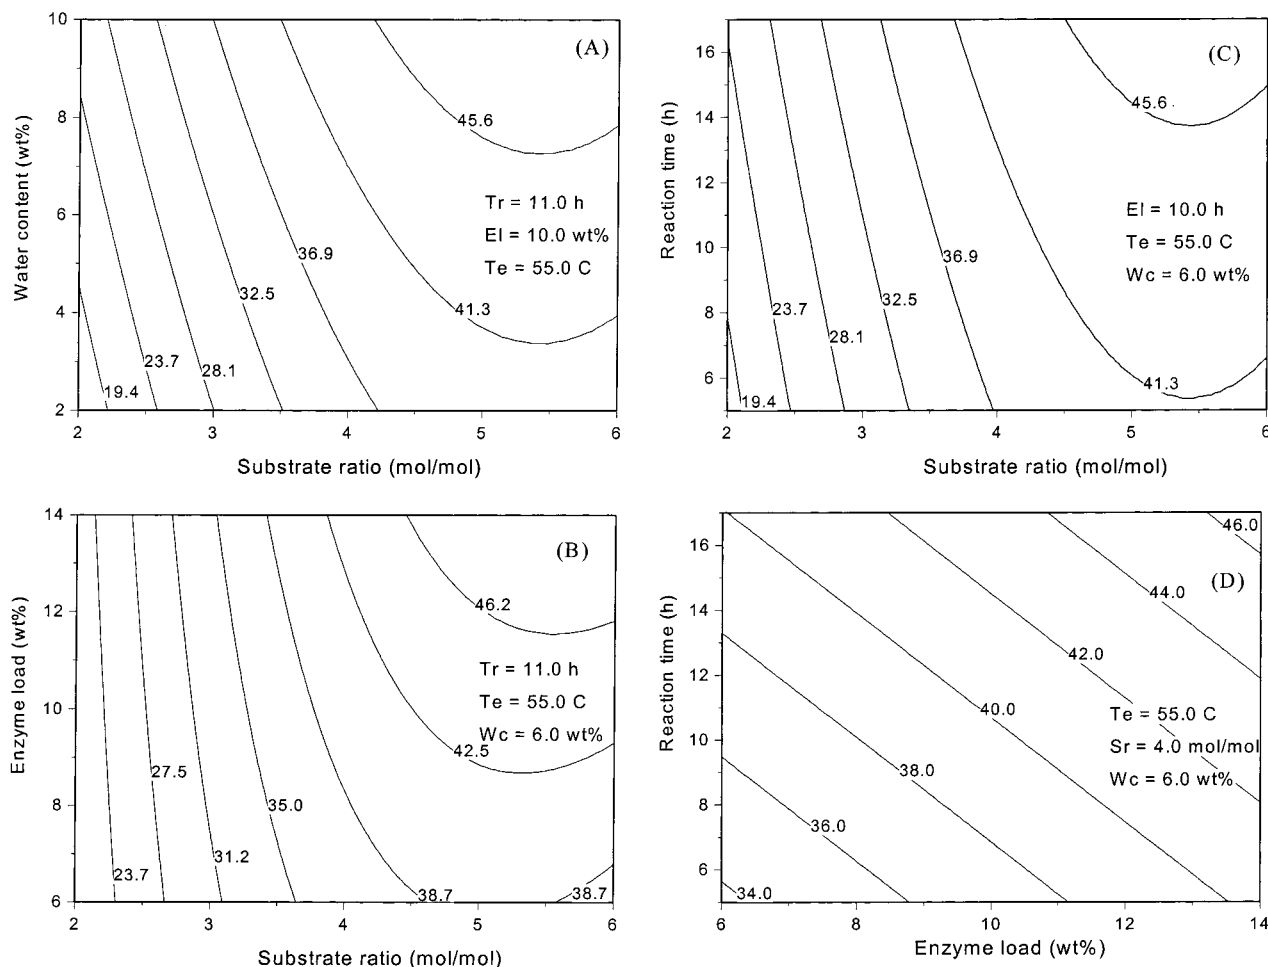 (A)
10
8
6
4
2
Water content (wt%)
45.6
Tr = 11.0 h
El = 10.0 wt%
Te = 55.0 C
36.9
32.5
41.3
23.7
28.1
19.4
2 3 4 5 6
Substrate ratio (mol/mol)
(C)
16
14
12
10
8
6
Reaction time (h)
45.6
El = 10.0 h
Te = 55.0 C
Wc = 6.0 wt%
36.9
23.7
32.5
28.1
41.3
19.4
2 3 4 5 6
Substrate ratio (mol/mol)
(B)
14
12
10
8
6
Enzyme load (wt%)
46.2
Tr = 11.0 h
Te = 55.0 C
Wc = 6.0 wt%
42.5
27.5
35.0
31.2
23.7
38.7
38.7
2 3 4 5 6
Substrate ratio (mol/mol)
(D)
16
14
12
10
8
6
Reaction time (h)
46.0
44.0
42.0
40.0
Te = 55.0 C
Sr = 4.0 mol/mol
Wc = 6.0 wt%
38.0
36.0
34.0
6 8 10 12 14
Enzyme load (wt%)